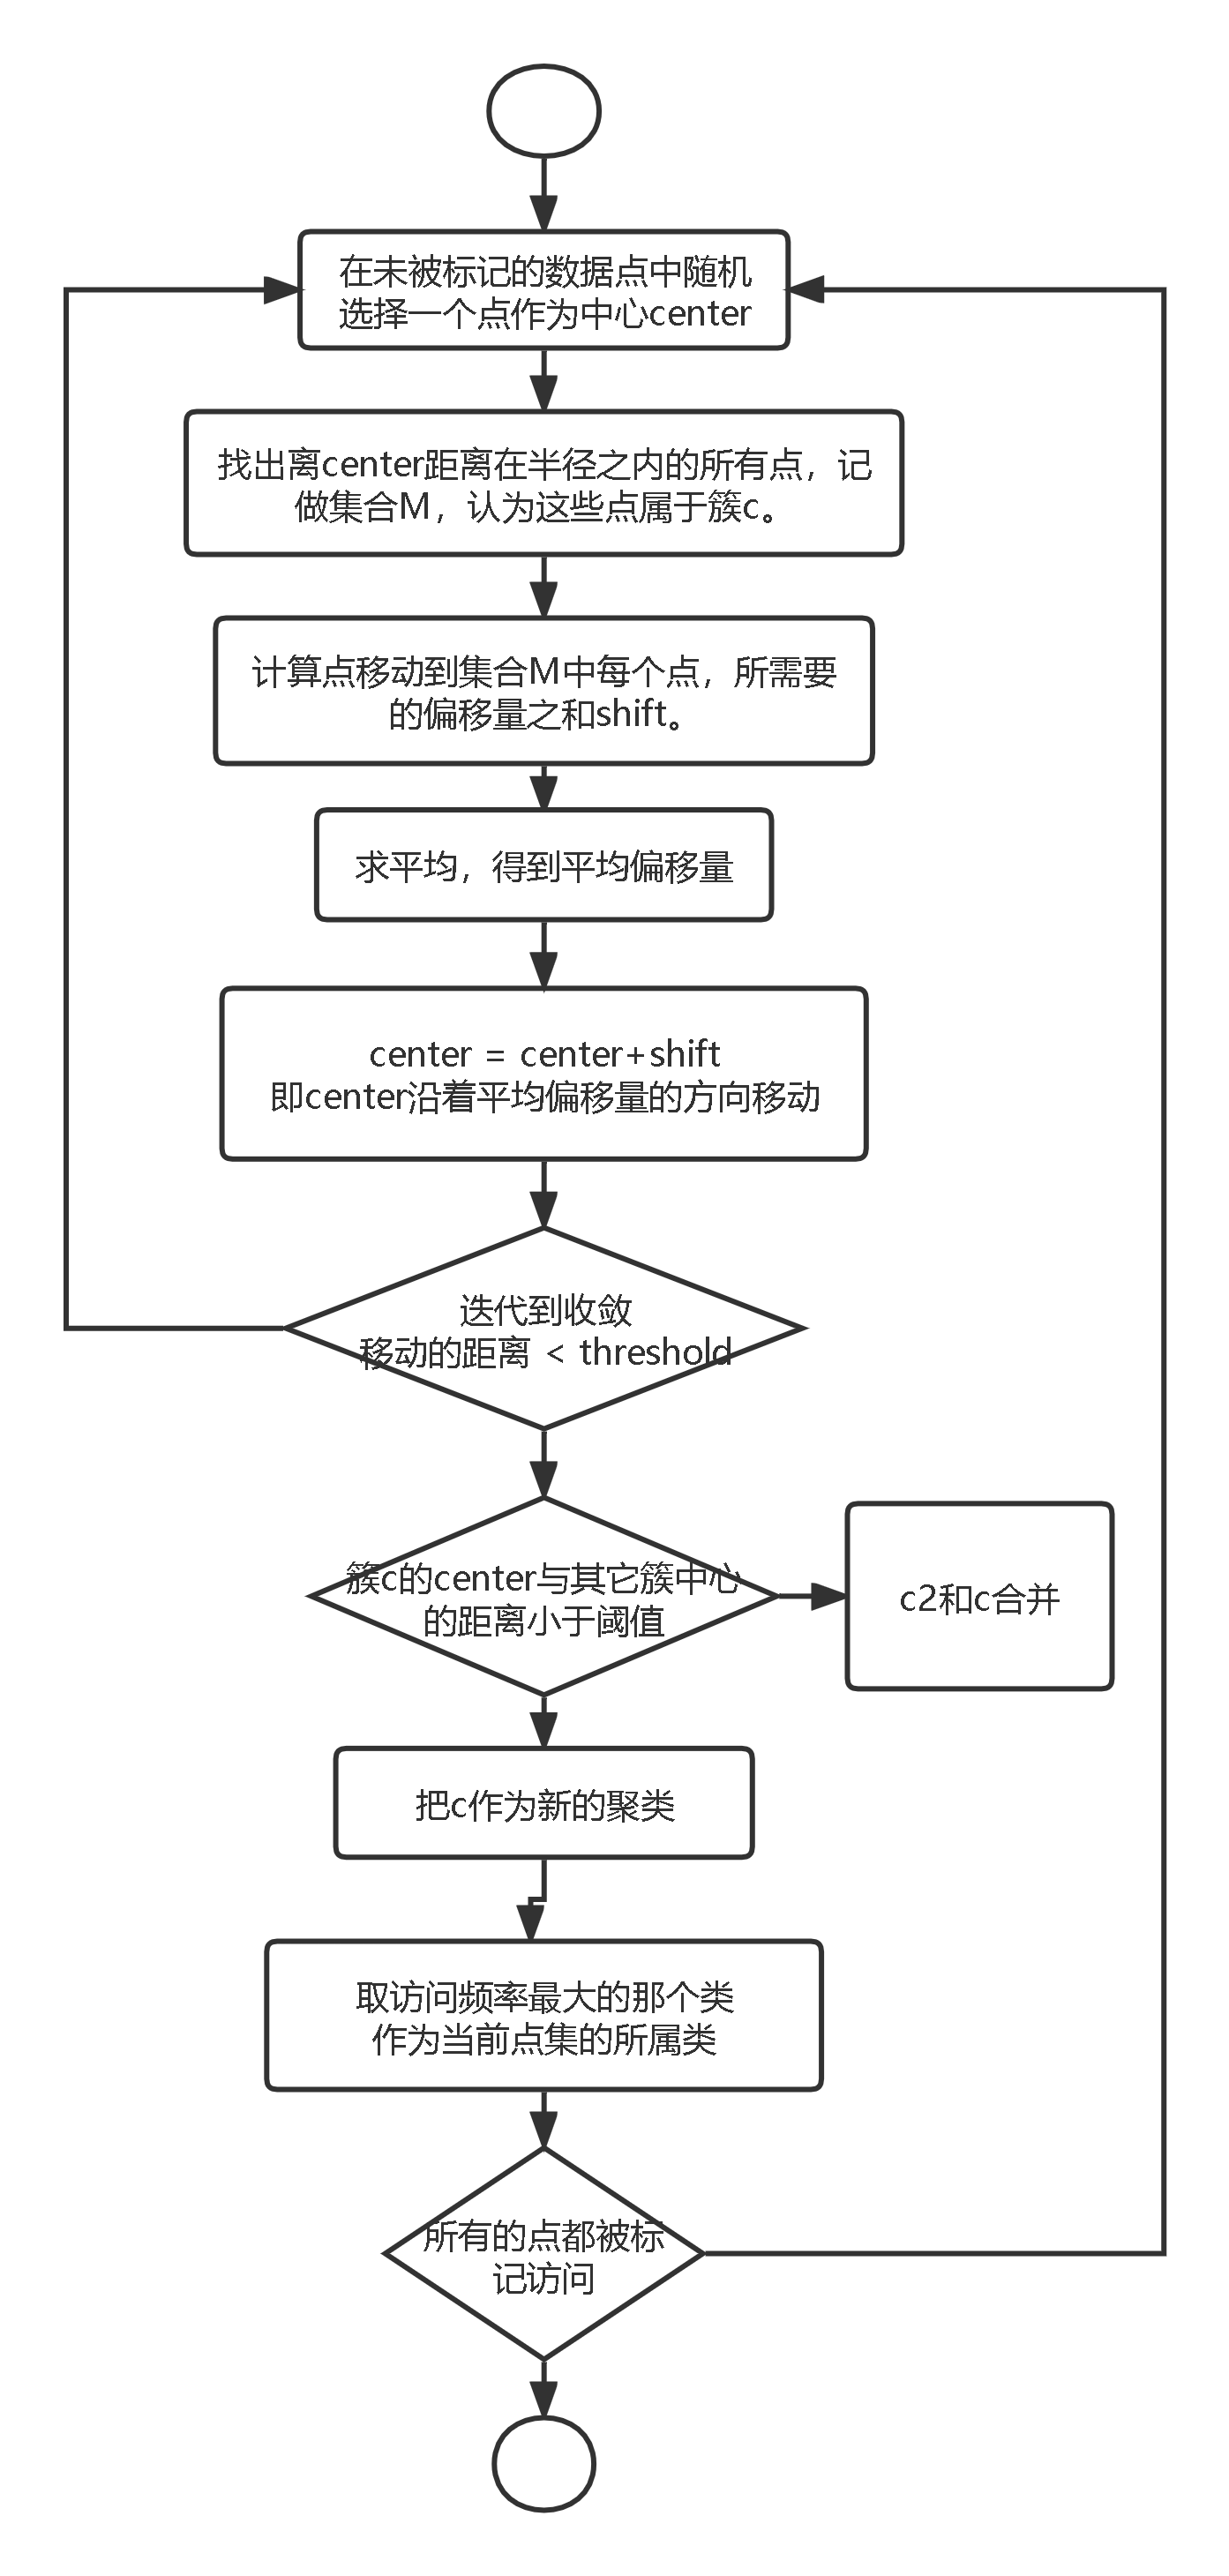 在未被标记的数据点中随机
选择一个点作为中心center
找出离center距离在半径之内的所有点，记
做集合M，认为这些点属于簇c。
计算点移动到集合M中每个点，所需要
的偏移量之和shift。
求平均，得到平均偏移量
center = center+shift
即center沿着平均偏移量的方向移动
迭代到收敛
移动的距离 < threshold
簇c的center与其它簇中心
的距离小于阈值
c2和c合并
把c作为新的聚类
取访问频率最大的那个类
作为当前点集的所属类
所有的点都被标
记访问